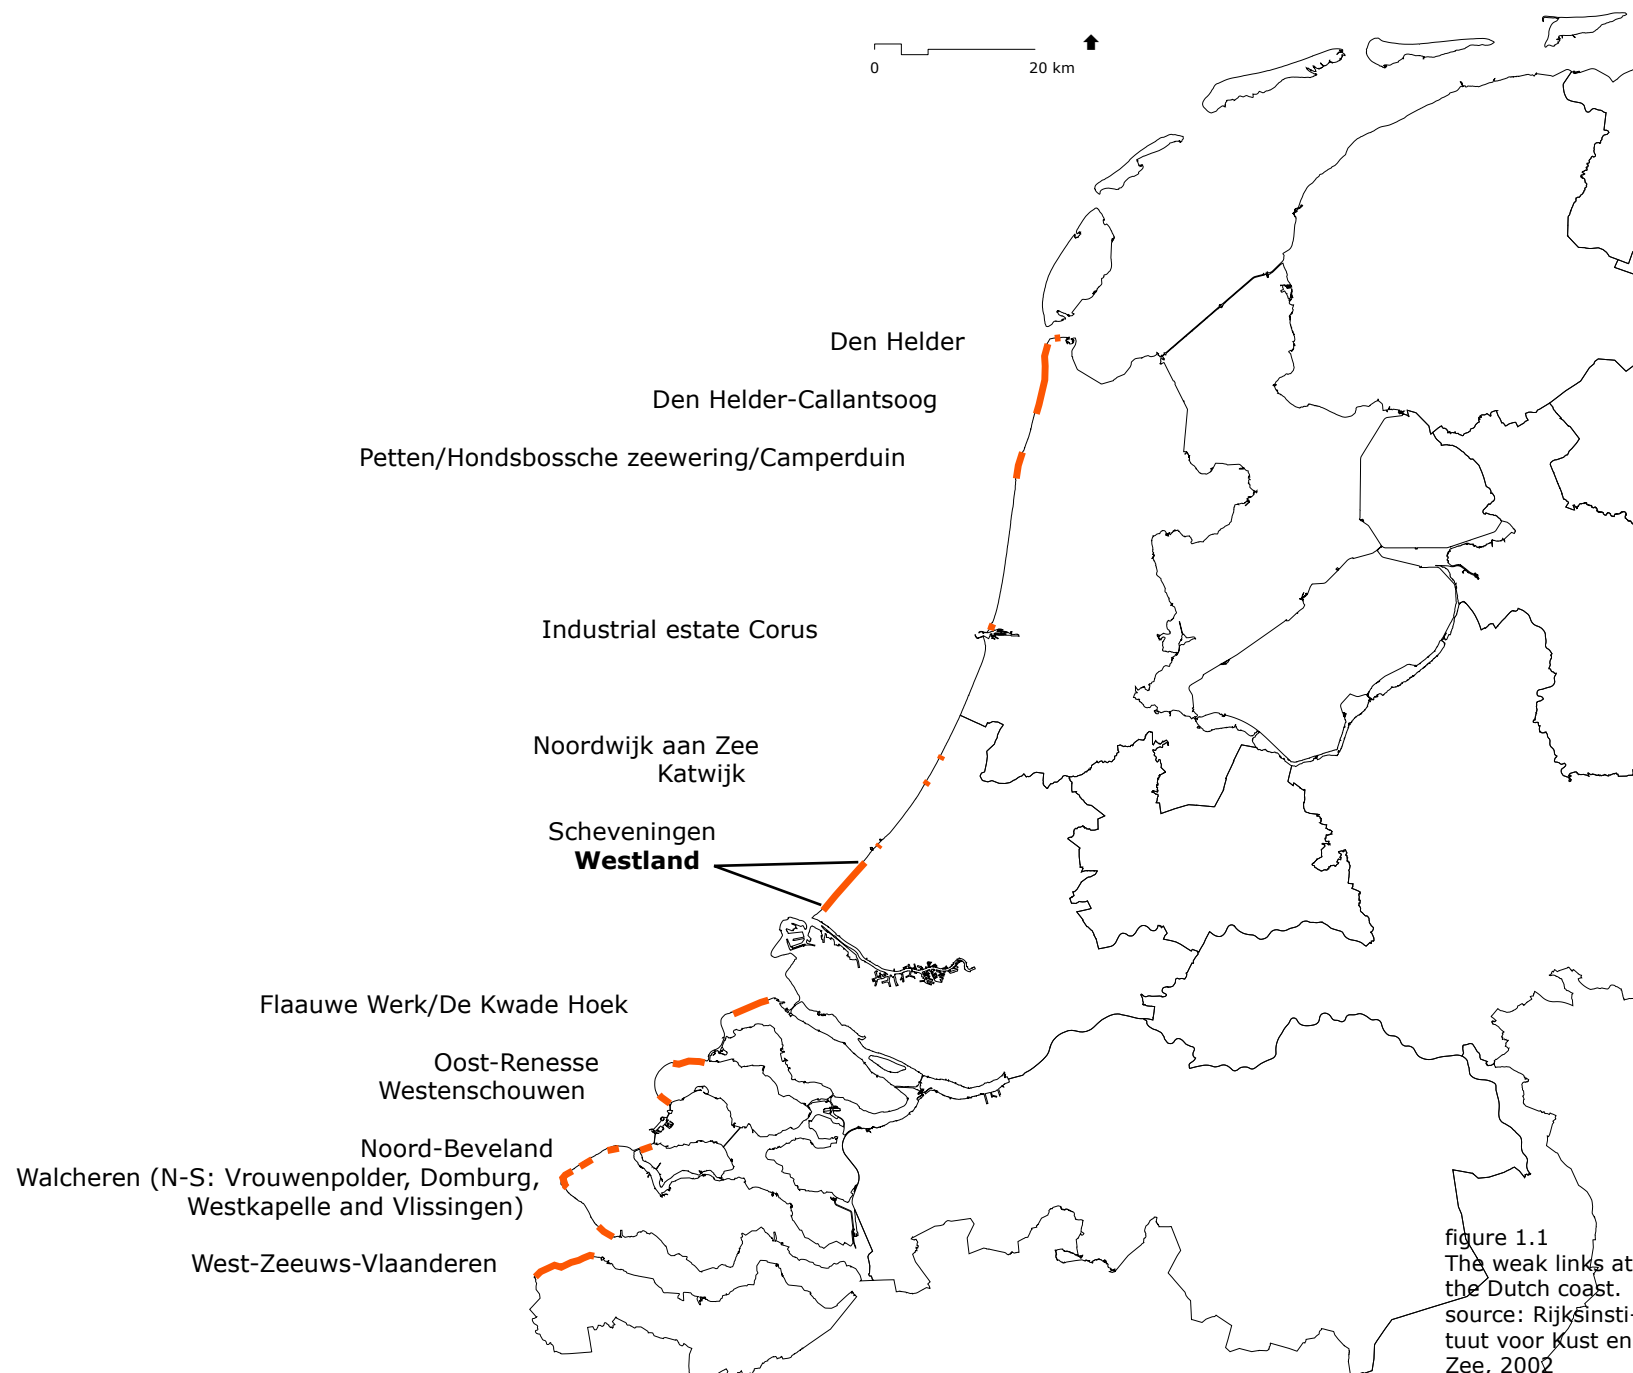 0 20 km
Den Helder
Den Helder-Callantsoog
Petten/Hondsbossche zeewering/Camperduin
Industrial estate Corus
Noordwijk aan Zee
Katwijk
Scheveningen
Westland
Flaauwe Werk/De Kwade Hoek
Oost-Renesse
Westenschouwen
Noord-Beveland
Walcheren (N-S: Vrouwenpolder, Domburg,
Westkapelle and Vlissingen)
West-Zeeuws-Vlaanderen
figure 1.1
The weak links at
the Dutch coast.
source: Rijksinsti-
tuut voor Kust en
Zee, 2002